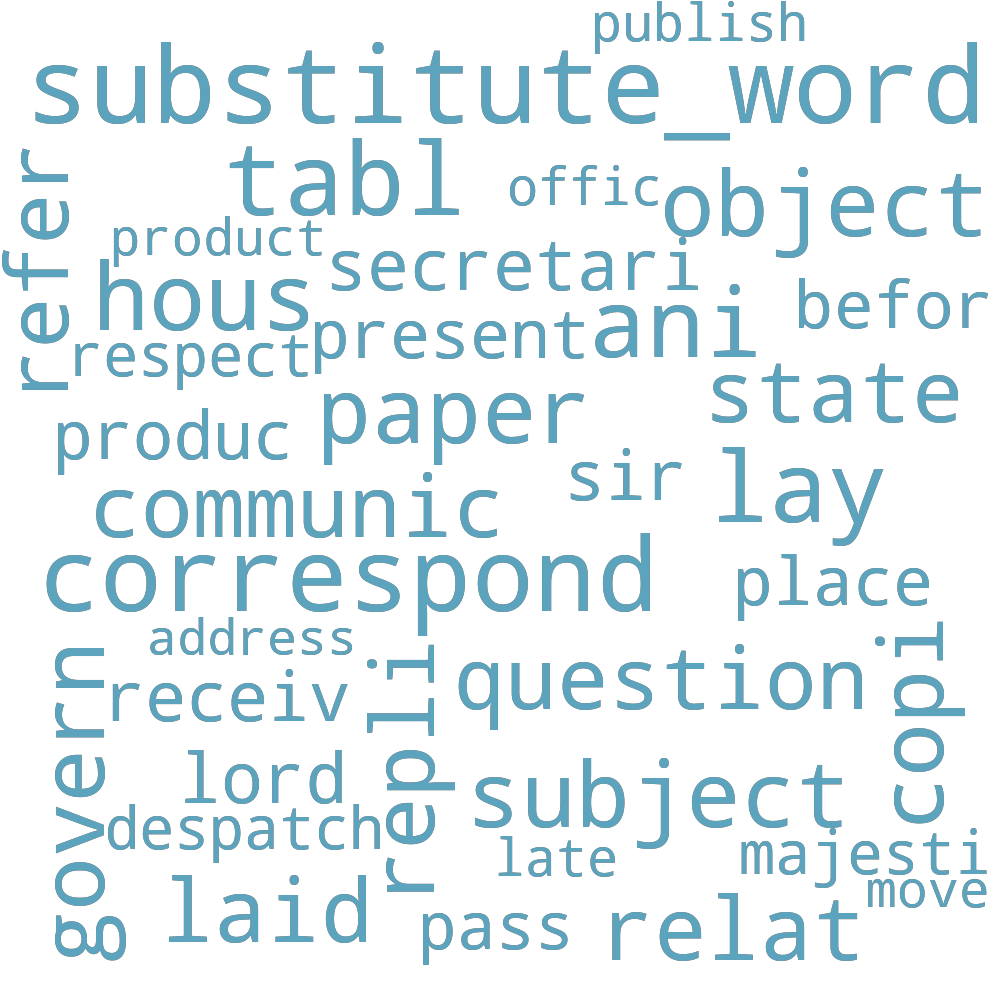 publish
substitute_word
tabl
offic
object
refer
product
secretari
hous
ani
befor
present
respect
state
paper
produc
sir
lay
communic
correspond
place
address
copi
question
receiv
repli
govern
lord
subject
despatch
late
majesti
move
laid
pass
relat